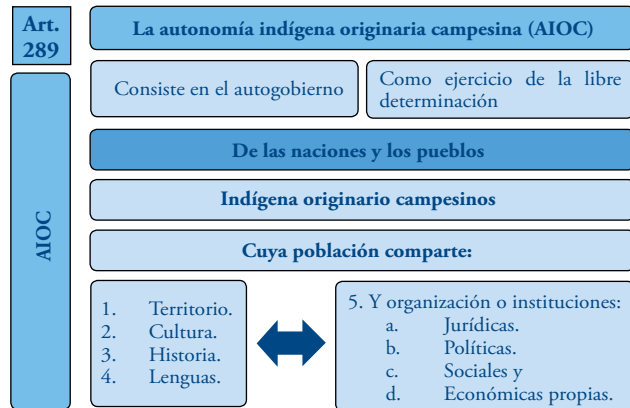 Art.
289
La autonomía indígena originaria campesina (AIOC)
AIOC
Consiste en el autogobierno
Como ejercicio de la libre
determinación
De las naciones y los pueblos
Indígena originario campesinos
Cuya población comparte:
1. Territorio.
2. Cultura.
3. Historia.
4. Lenguas.
5. Y organización o instituciones:
a. Jurídicas.
b. Políticas.
c. Sociales y
d. Económicas propias.